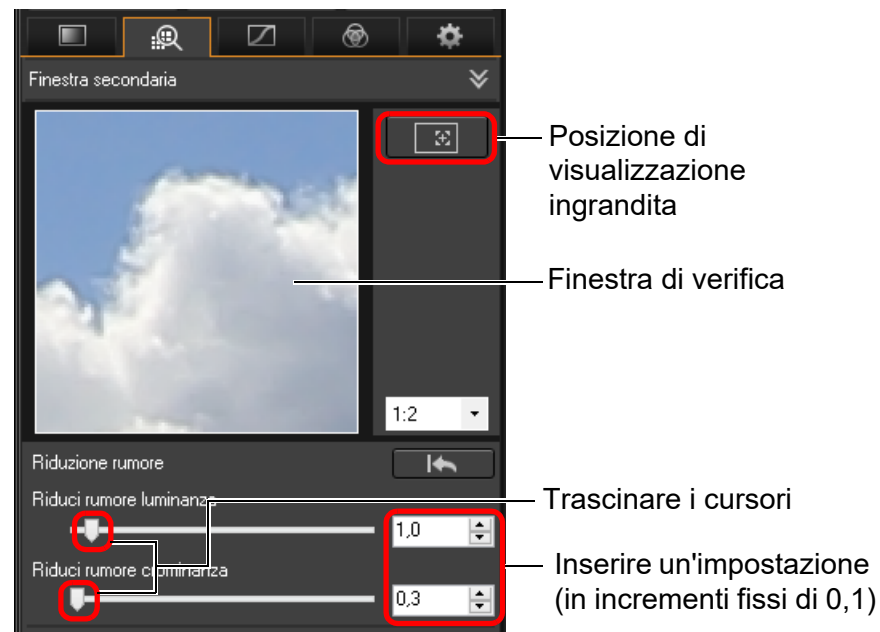 Finestra secondaria
Posizione di
visualizzazione
ingrandita
Finestra di verifica
1:2
Riduzione rumore
Riduci rumore luminanza
Trascinare i cursori
1,0
Riduci rumore crominanza
Inserire un'impostazione
(in incrementi fissi di 0,1)
0,3